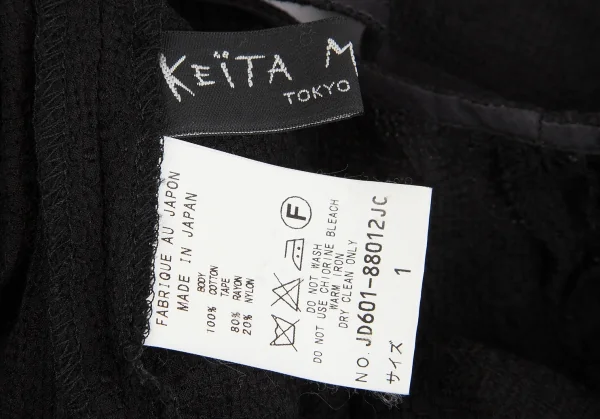 KEÏTA M
TOKYO
FABRIQUE AU JAPON
MADE IN JAPAN
BODY
100% COTTON
TAPE
80% RAYON
20% NYLON
F
DO NOT WASH
DO NOT USE CHLORINE BLEACH
WARM IRON
DRY CLEAN ONLY
NO. JD601-88012JC
サイズ 1